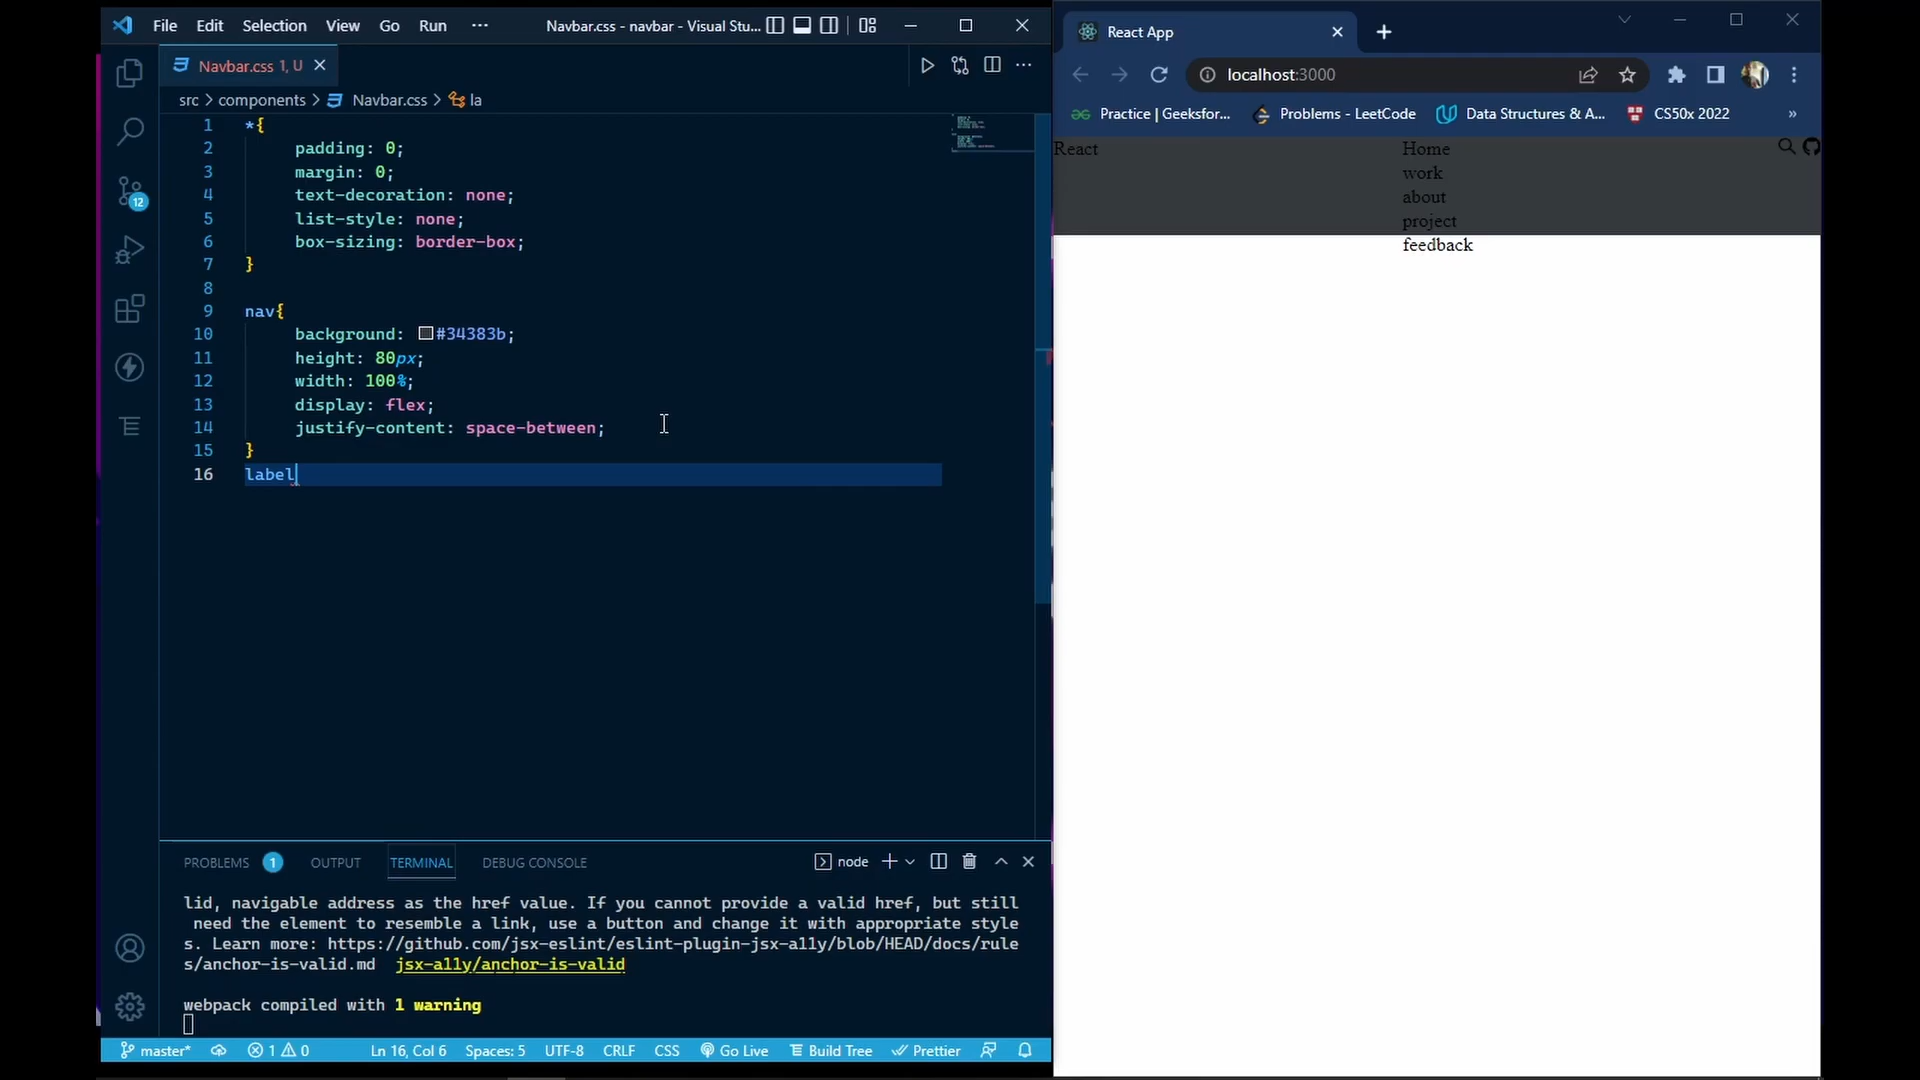 File Edit Selection View Go Run ··· Navbar.css - navbar - Visual Stu...
Navbar.css 1, U
src > components > Navbar.css > la
1 *{
2 padding: 0;
3 margin: 0;
4 text-decoration: none;
5 list-style: none;
6 box-sizing: border-box;
7 }
8
9 nav{
10 background: #34383b;
11 height: 80px;
12 width: 100%;
13 display: flex;
14 justify-content: space-between;
15 }
16 label
PROBLEMS 1 OUTPUT TERMINAL DEBUG CONSOLE node
lid, navigable address as the href value. If you cannot provide a valid href, but still
need the element to resemble a link, use a button and change it with appropriate style
s. Learn more: https://github.com/jsx-eslint/eslint-plugin-jsx-a11y/blob/HEAD/docs/rule
s/anchor-is-valid.md jsx-a11y/anchor-is-valid
webpack compiled with 1 warning
12
master* 1 0 Ln 16, Col 6 Spaces: 5 UTF-8 CRLF CSS Go Live Build Tree Prettier
React App
localhost:3000
Practice | Geeksfor... Problems - LeetCode Data Structures & A... CS50x 2022 »
React Home
work
about
project
feedback